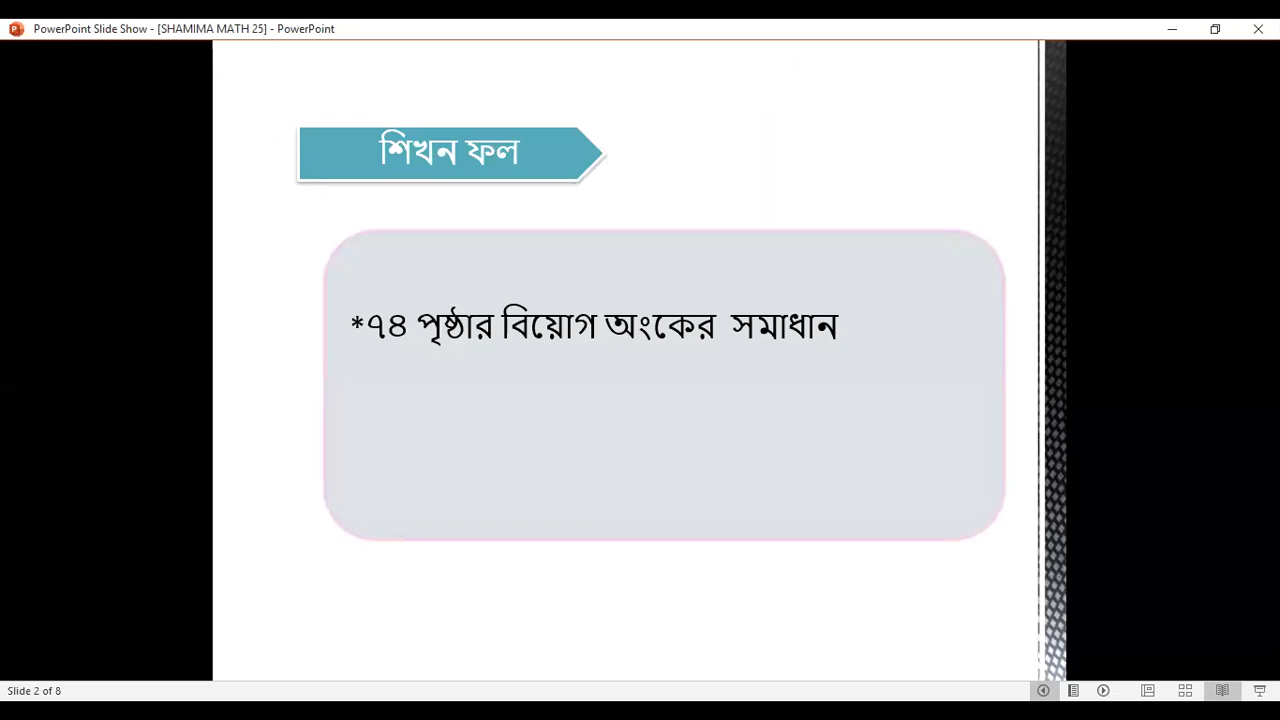 PowerPoint Slide Show - [SHAMIMA MATH 25] - PowerPoint
শিখন ফল
*৭৪ পৃষ্ঠার বিয়োগ অংকের সমাধান
Slide 2 of 8